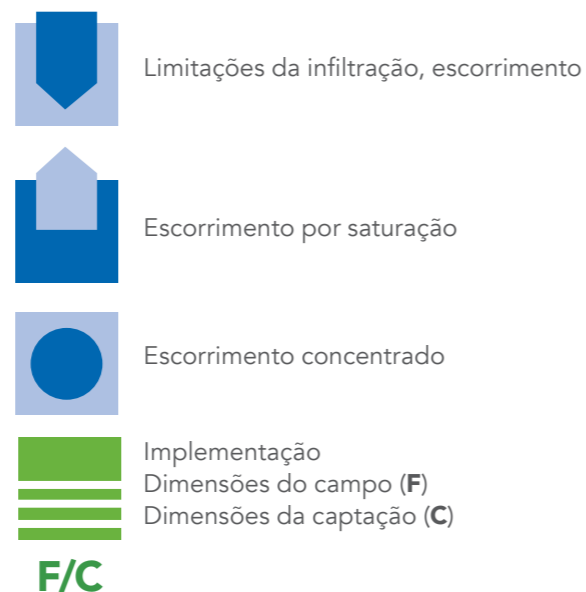 Limitações da infiltração, escorrimento
Escorrimento por saturação
Escorrimento concentrado
Implementação
Dimensões do campo (F)
Dimensões da captação (C)
F/C